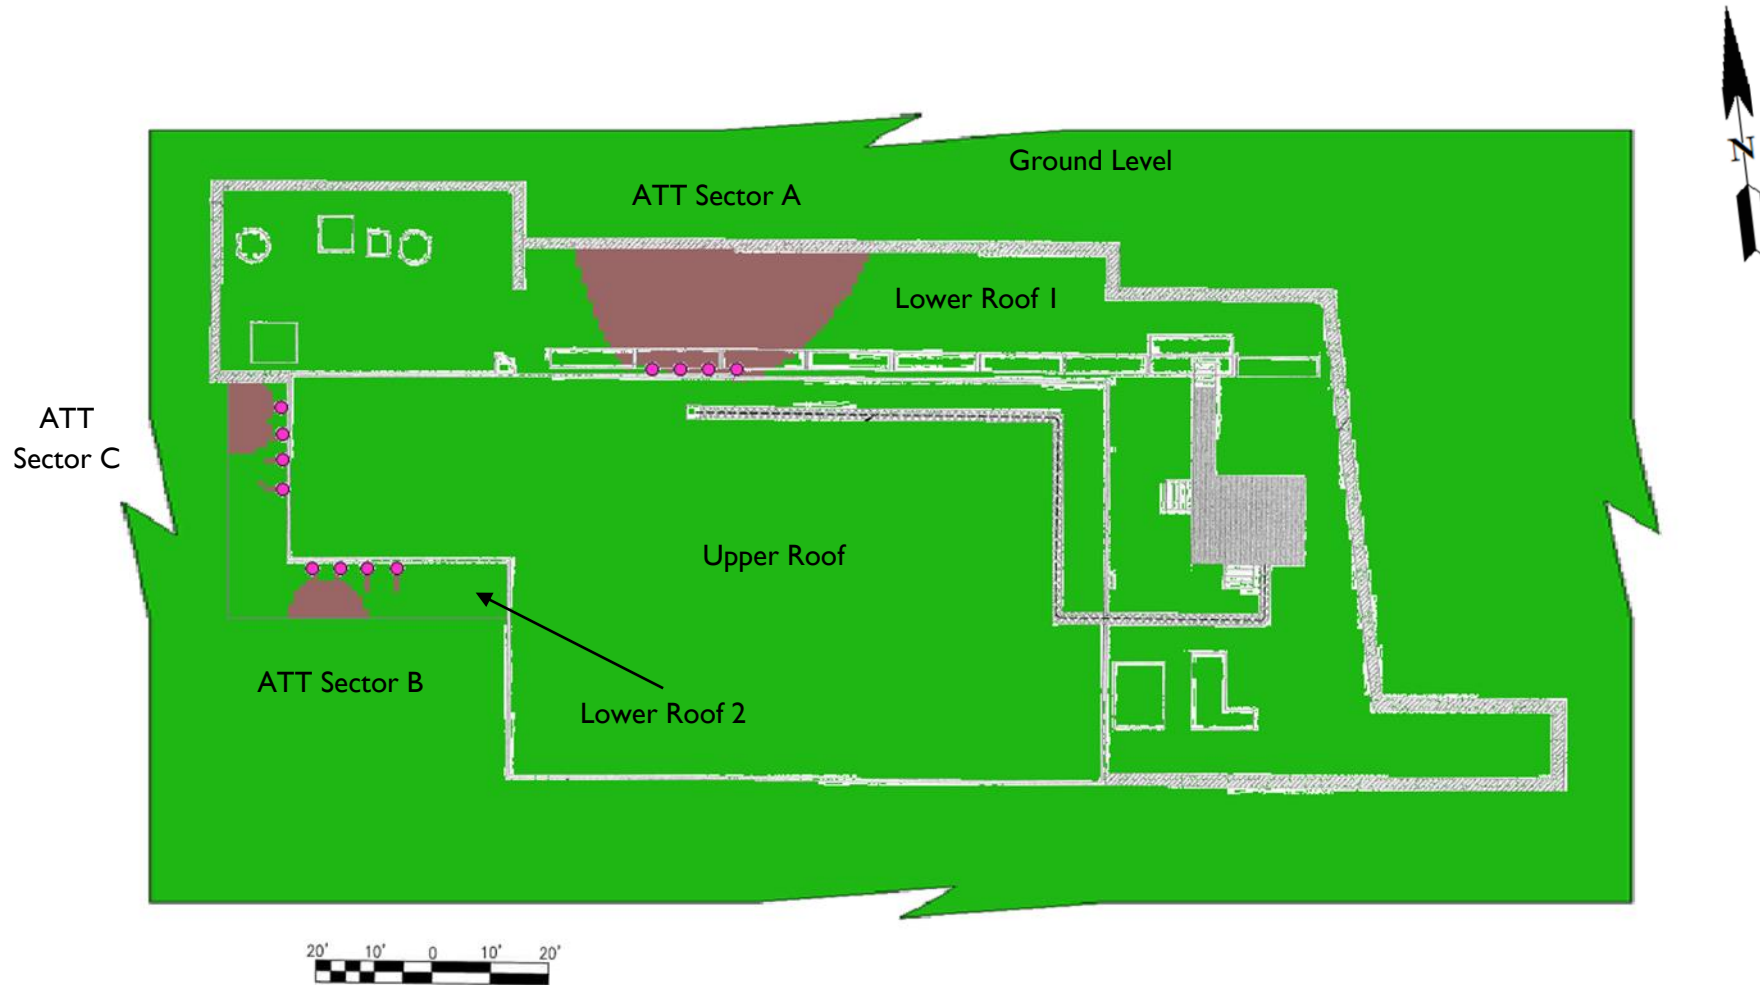 Ground Level
ATT Sector A
N
Lower Roof 1
ATT
Sector C
Upper Roof
ATT Sector B
Lower Roof 2
20' 10' 0 10' 20'